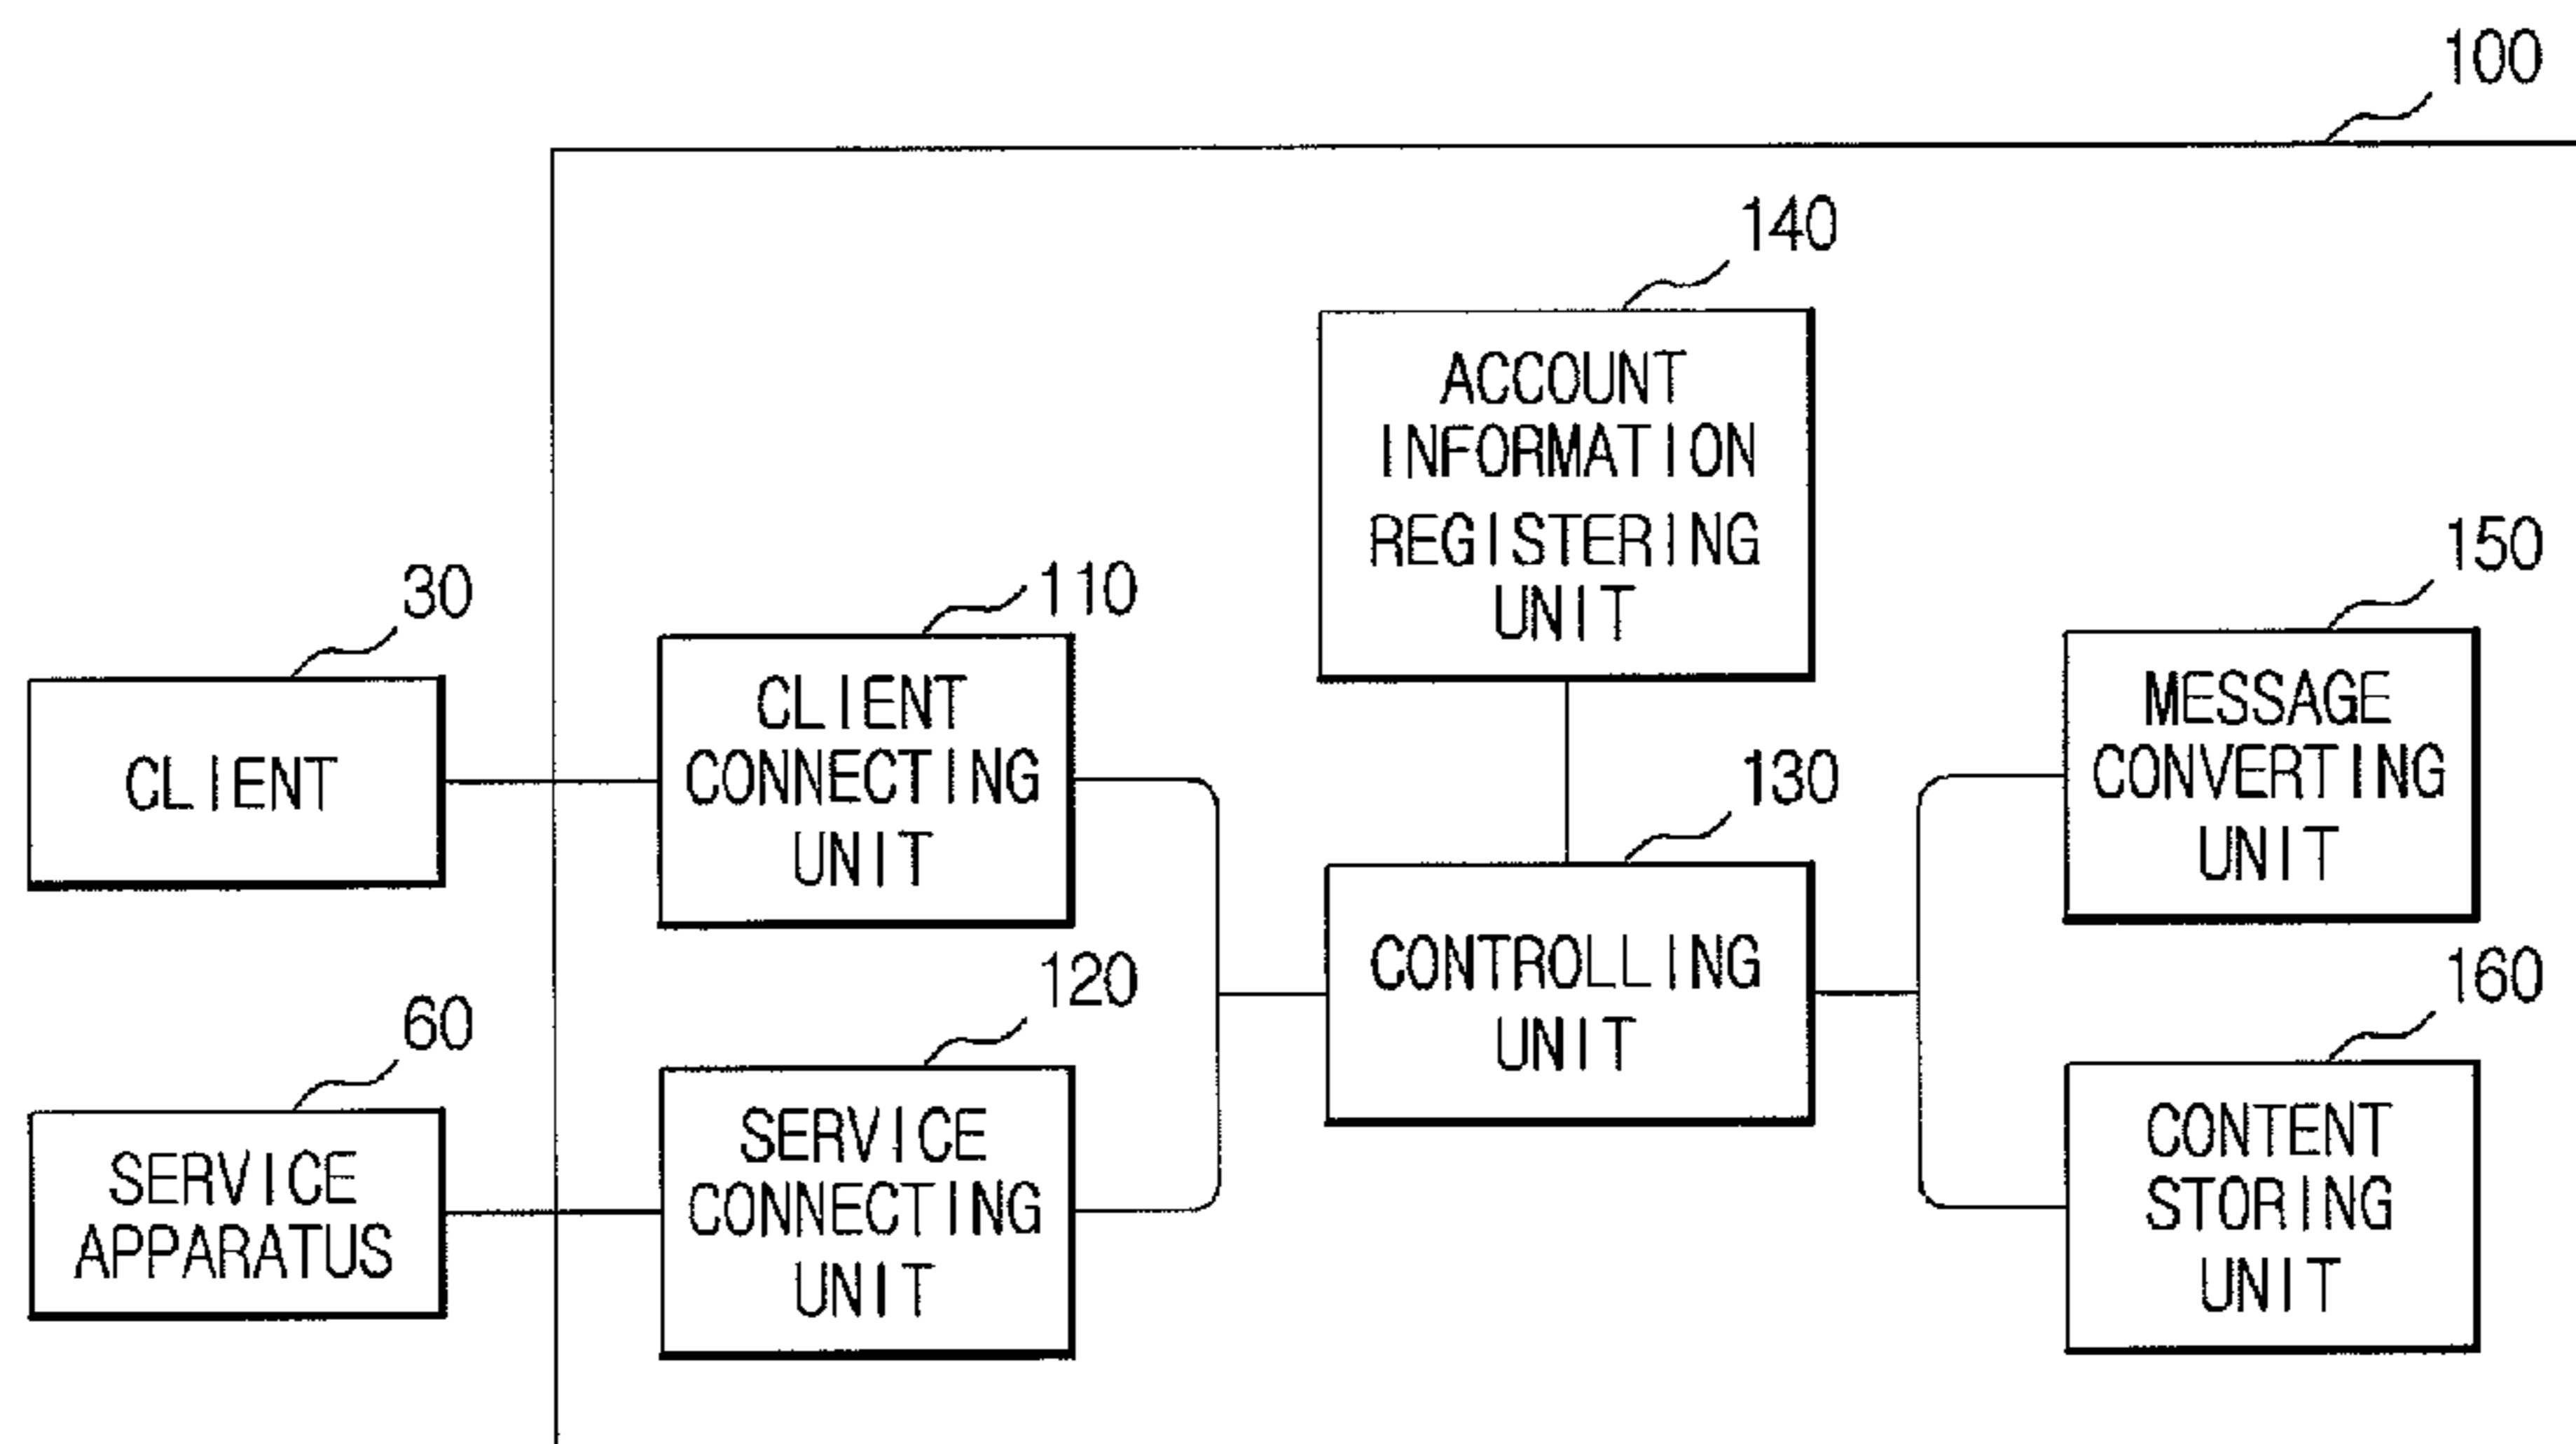 100
140
ACCOUNT
INFORMATION
REGISTERING
UNIT
30
CLIENT
110
CLIENT
CONNECTING
UNIT
130
CONTROLLING
UNIT
150
MESSAGE
CONVERTING
UNIT
60
SERVICE
APPARATUS
120
SERVICE
CONNECTING
UNIT
160
CONTENT
STORING
UNIT